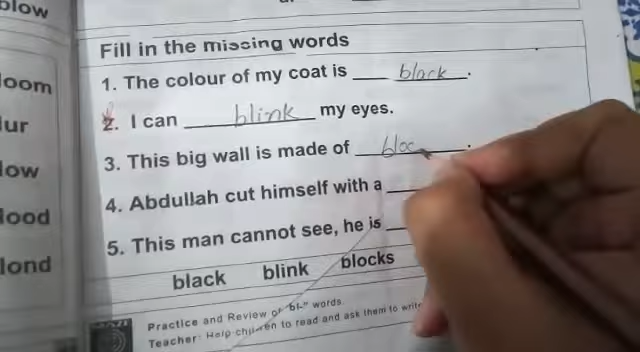 blow
Fill in the missing words
loom
1. The colour of my coat is black.
lur
2. I can blink my eyes.
low
3. This big wall is made of bloc
lood
4. Abdullah cut himself with a
lond
5. This man cannot see, he is
black blink blocks
Practice and Review of "bl-" words.
Teacher: Help children to read and ask them to write